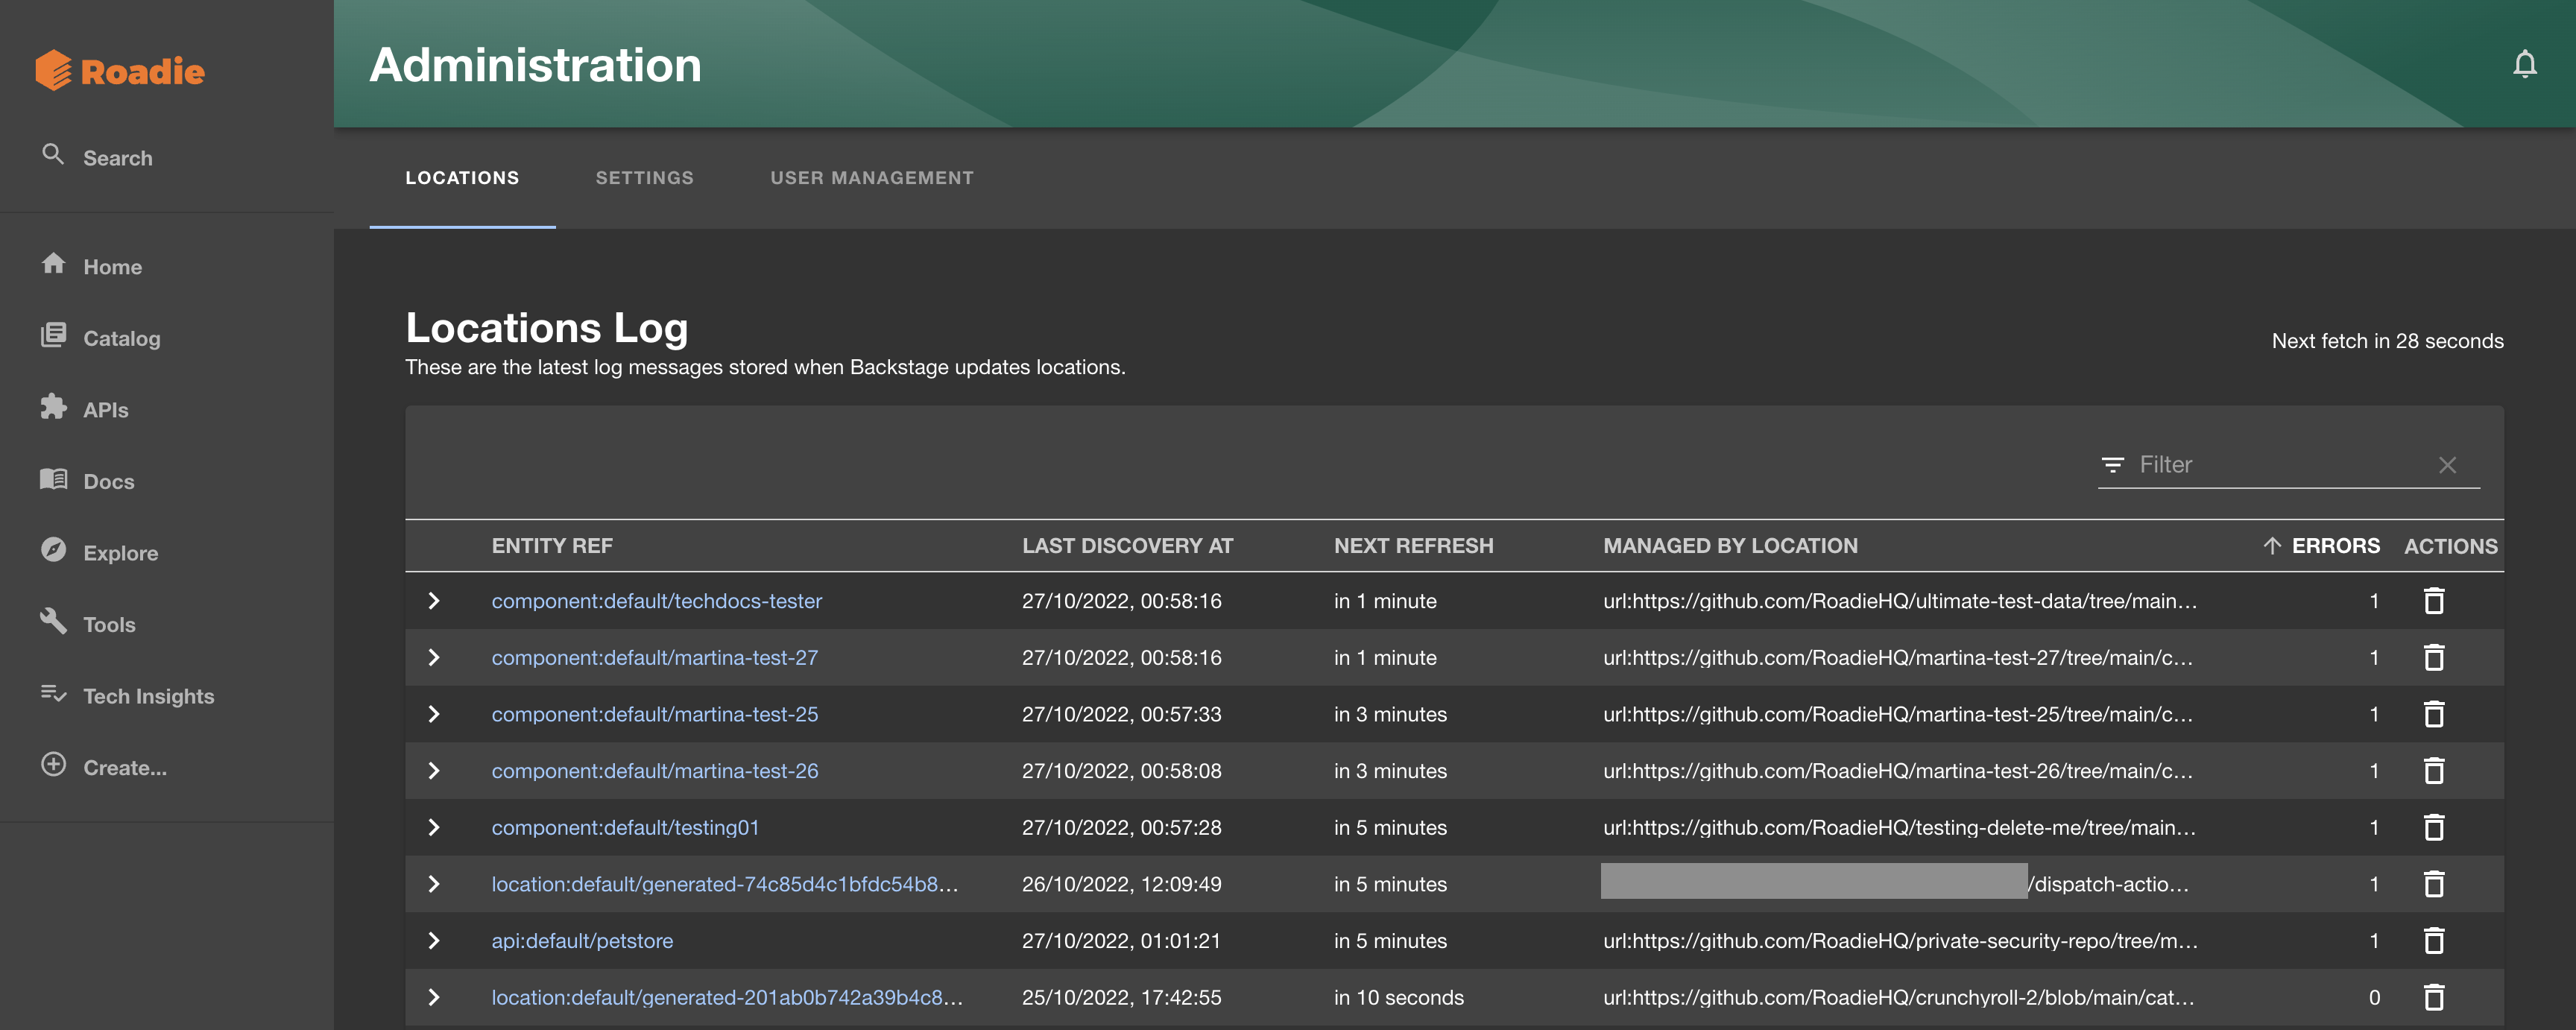 Roadie
Administration
Search
LOCATIONS SETTINGS USER MANAGEMENT
Home
Catalog
APIs
Docs
Explore
Tools
Tech Insights
Create...
Locations Log
These are the latest log messages stored when Backstage updates locations.
Next fetch in 28 seconds
Filter
ENTITY REF LAST DISCOVERY AT NEXT REFRESH MANAGED BY LOCATION ERRORS ACTIONS
component:default/techdocs-tester 27/10/2022, 00:58:16 in 1 minute url:https://github.com/RoadieHQ/ultimate-test-data/tree/main... 1
component:default/martina-test-27 27/10/2022, 00:58:16 in 1 minute url:https://github.com/RoadieHQ/martina-test-27/tree/main/c... 1
component:default/martina-test-25 27/10/2022, 00:57:33 in 3 minutes url:https://github.com/RoadieHQ/martina-test-25/tree/main/c... 1
component:default/martina-test-26 27/10/2022, 00:58:08 in 3 minutes url:https://github.com/RoadieHQ/martina-test-26/tree/main/c... 1
component:default/testing01 27/10/2022, 00:57:28 in 5 minutes url:https://github.com/RoadieHQ/testing-delete-me/tree/main... 1
location:default/generated-74c85d4c1bfdc54b8... 26/10/2022, 12:09:49 in 5 minutes /dispatch-actio... 1
api:default/petstore 27/10/2022, 01:01:21 in 5 minutes url:https://github.com/RoadieHQ/private-security-repo/tree/m... 1
location:default/generated-201ab0b742a39b4c8... 25/10/2022, 17:42:55 in 10 seconds url:https://github.com/RoadieHQ/crunchyroll-2/blob/main/cat... 0